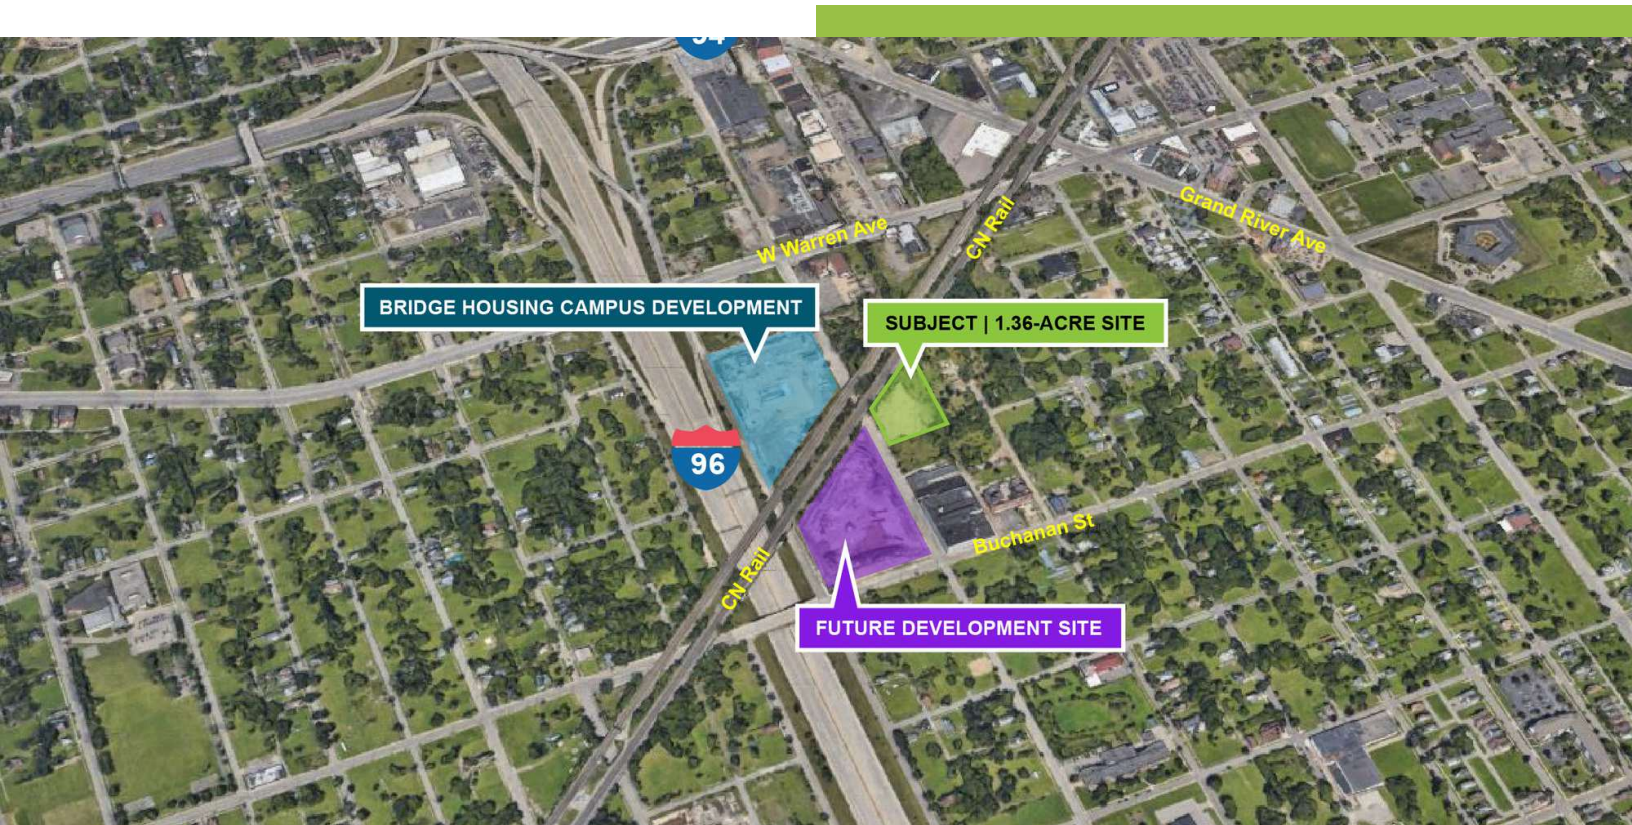 94
W Warren Ave
CN Rail
Grand River Ave
BRIDGE HOUSING CAMPUS DEVELOPMENT
SUBJECT | 1.36-ACRE SITE
96
Buchanan St
CN Rail
FUTURE DEVELOPMENT SITE